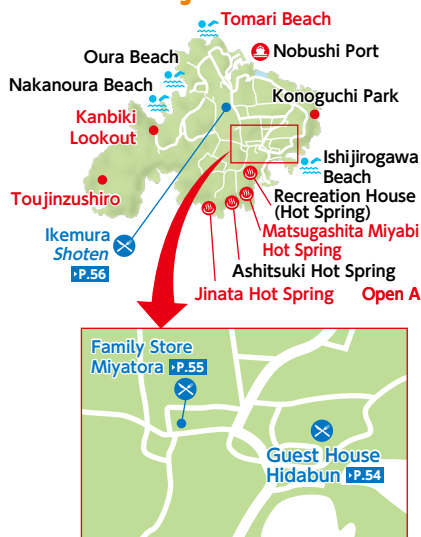 Tomari Beach
Nobushi Port
Oura Beach
Nakanoura Beach
Konoguchi Park
Kanbiki
Lookout
Ishijirogawa
Beach
Toujinzushiro
Recreation House
(Hot Spring)
Matsugashita Miyabi
Hot Spring
Ikemura
Shoten
▸P.56
Ashitsuki Hot Spring
Jinata Hot Spring
Open A
Family Store
Miyatora ▸P.55
Guest House
Hidabun ▸P.54